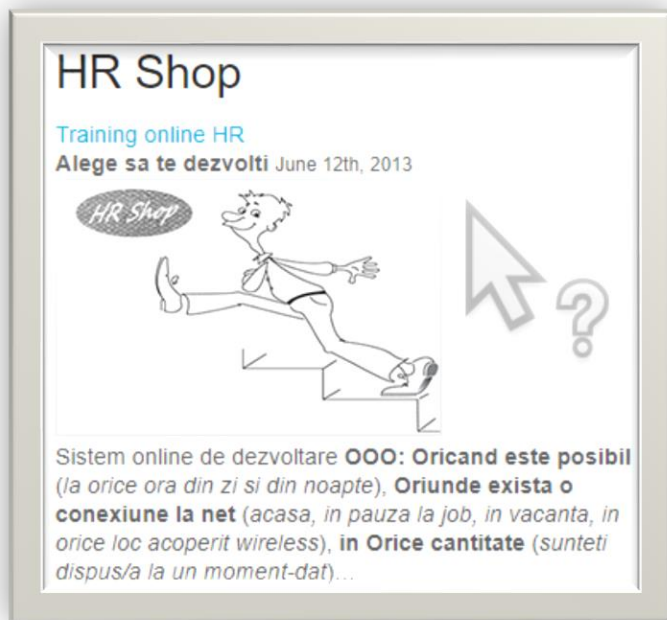 HR Shop
Training online HR
Alege sa te dezvolti June 12th, 2013
HR Shop
?
Sistem online de dezvoltare OOO: Oricand este posibil
(la orice ora din zi si din noapte), Oriunde exista o
conexiune la net (acasa, in pauza la job, in vacanta, in
orice loc acoperit wireless), in Orice cantitate (sunteti
dispus/a la un moment-dat)...